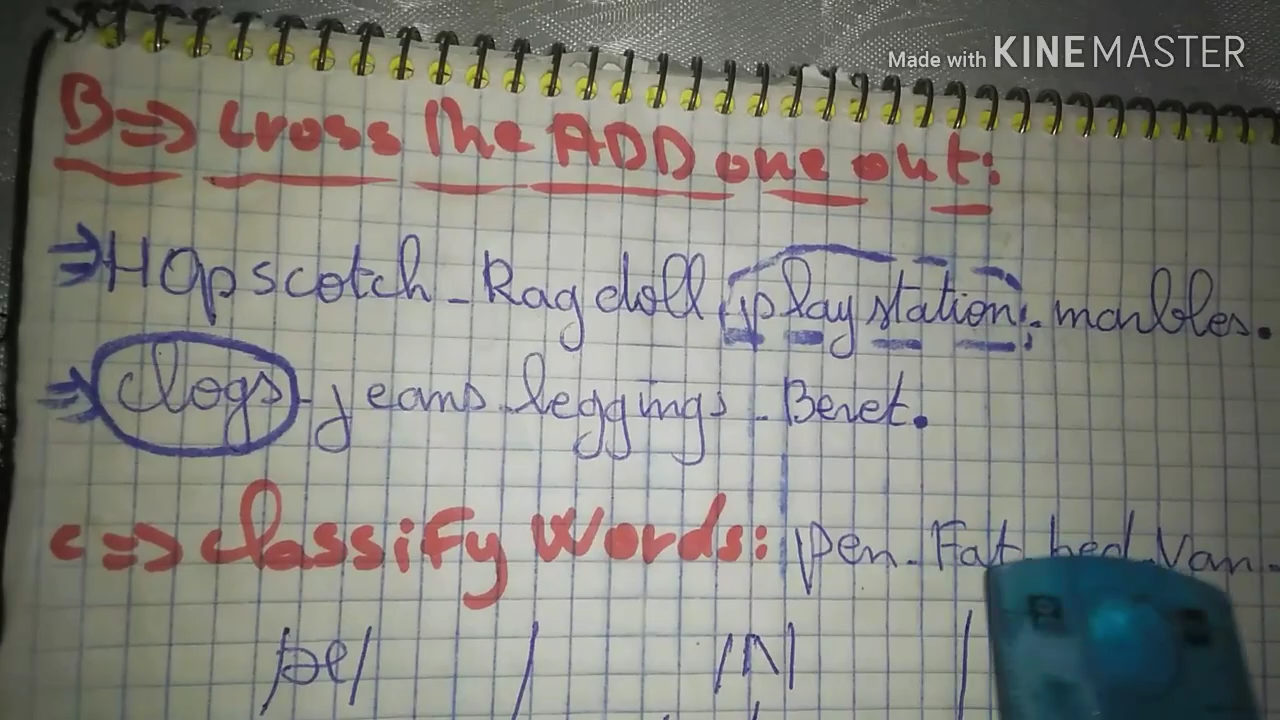 Made with KINEMASTER
B=> cross the ADD one out:
=> HOpscotch - Rag doll (play station). marbles.
=> clogs - jeans. leggings - Beret.
C=> classify words: pen - Fat bed Van -
/æ/ / /ʌ/ /